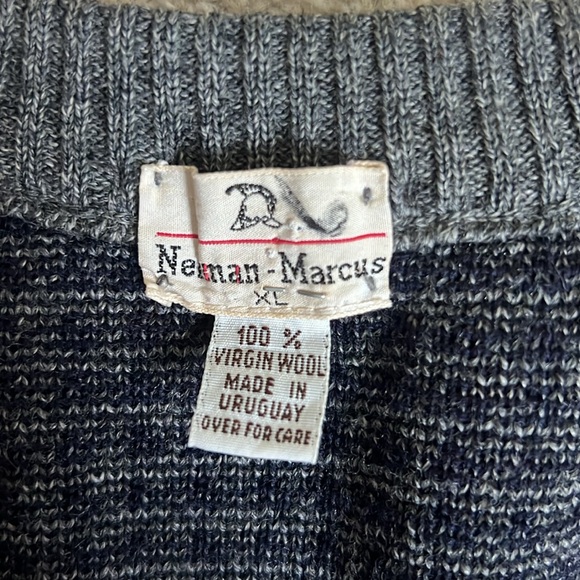 Neiman-Marcus
XL
100 %
VIRGIN WOOL
MADE IN
URUGUAY
OVER FOR CARE